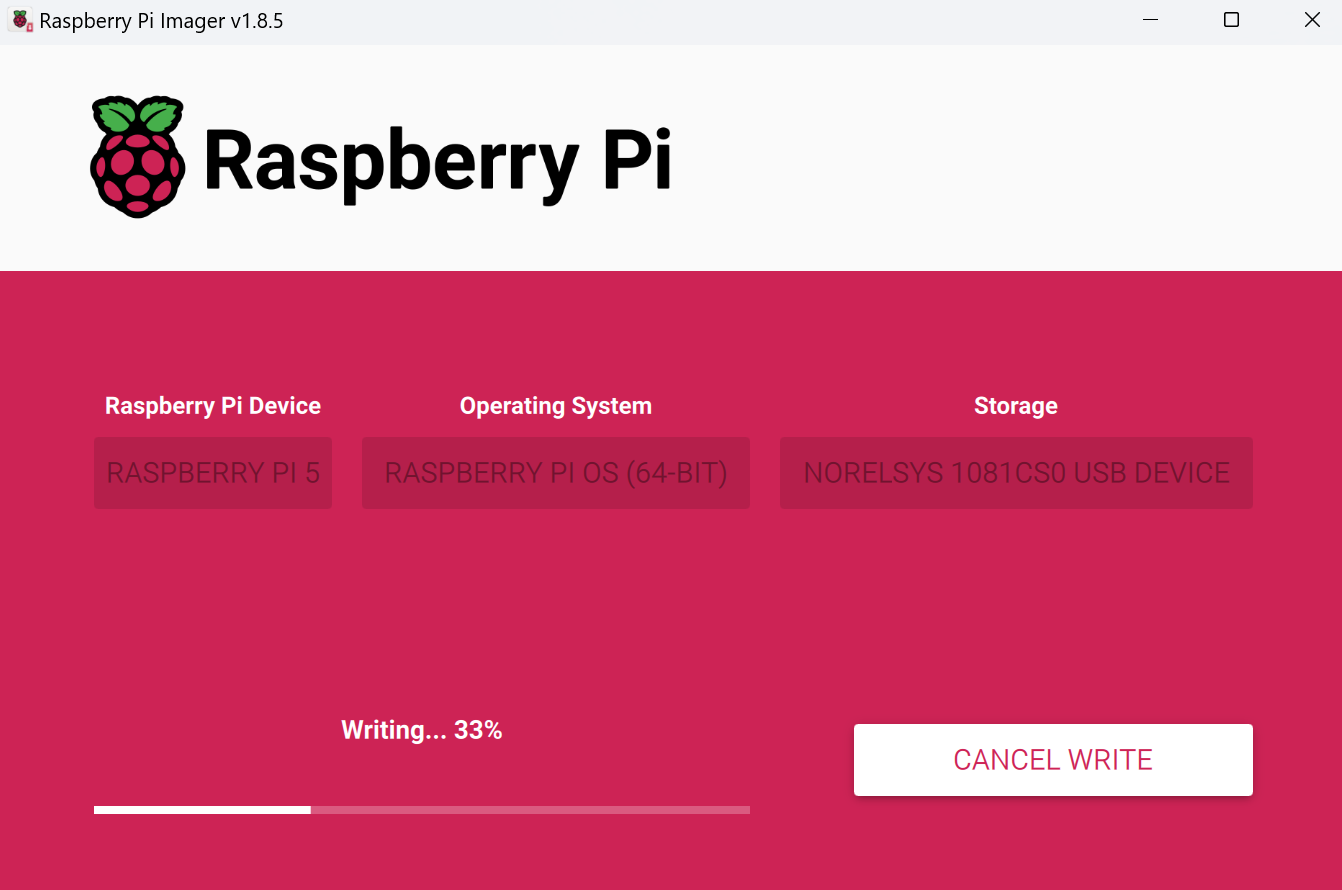 Raspberry Pi Imager v1.8.5
Raspberry Pi
Raspberry Pi Device
Operating System
Storage
RASPBERRY PI 5
RASPBERRY PI OS (64-BIT)
NORELSYS 1081CS0 USB DEVICE
Writing... 33%
CANCEL WRITE